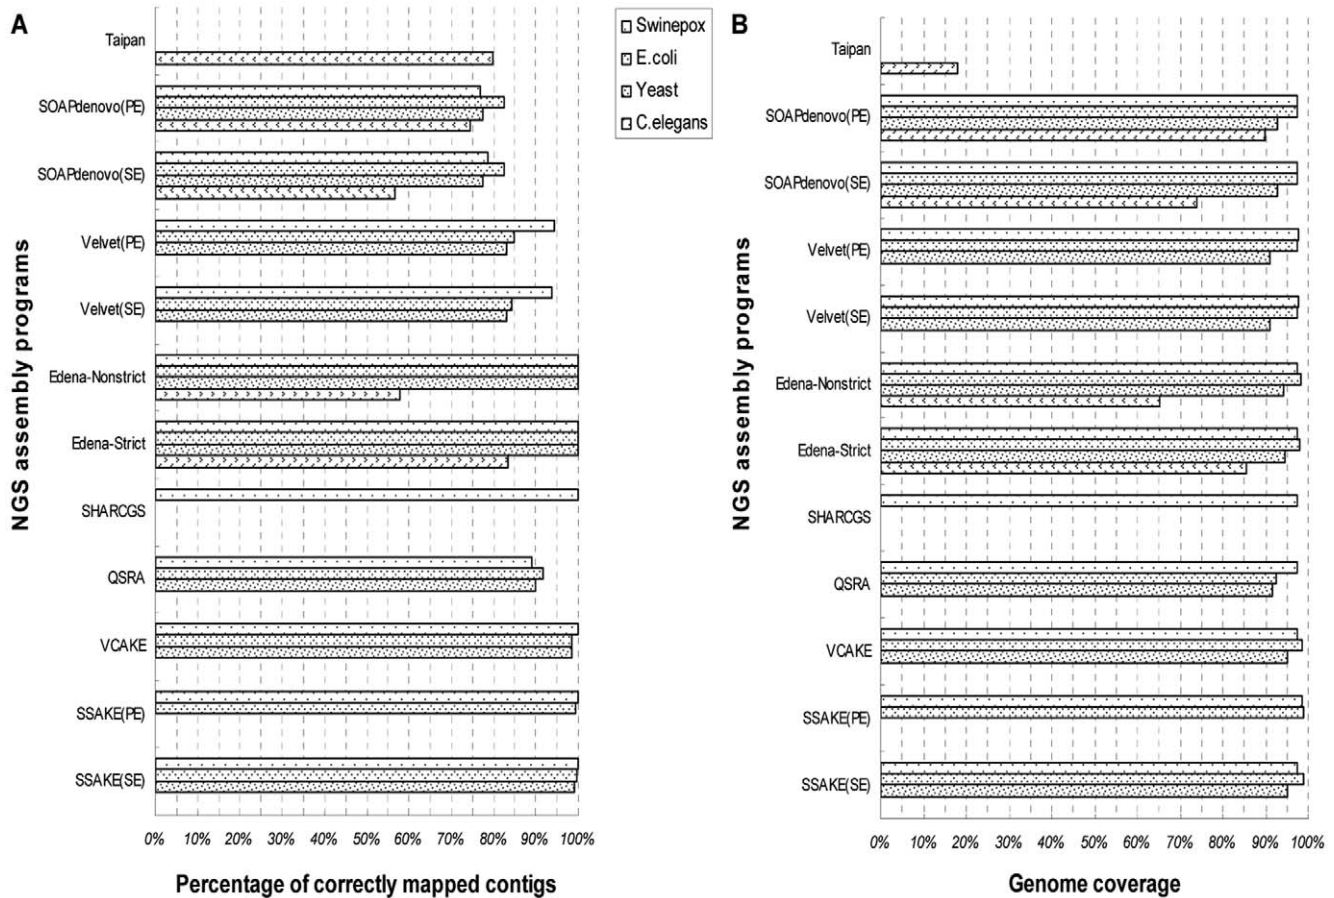 A
Taipan
SOAPdenovo(PE)
SOAPdenovo(SE)
Velvet(PE)
Velvet(SE)
Edena-Nonstrict
Edena-Strict
SHARCGS
QSRA
VCAKE
SSAKE(PE)
SSAKE(SE)
NGS assembly programs
0% 10% 20% 30% 40% 50% 60% 70% 80% 90% 100%
Percentage of correctly mapped contigs
Swinepox
E.coli
Yeast
C.elegans
B
Taipan
SOAPdenovo(PE)
SOAPdenovo(SE)
Velvet(PE)
Velvet(SE)
Edena-Nonstrict
Edena-Strict
SHARCGS
QSRA
VCAKE
SSAKE(PE)
SSAKE(SE)
NGS assembly programs
0% 10% 20% 30% 40% 50% 60% 70% 80% 90% 100%
Genome coverage